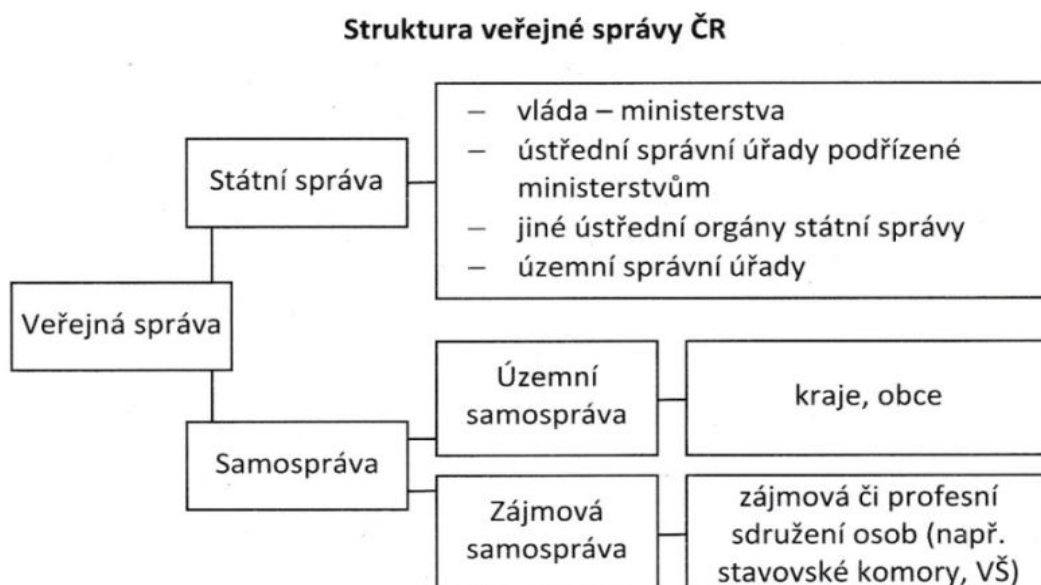 Struktura veřejné správy ČR
– vláda – ministerstva
– ústřední správní úřady podřízené
ministerstvům
– jiné ústřední orgány státní správy
– územní správní úřady
Státní správa
Veřejná správa
Samospráva
Územní
samospráva
kraje, obce
Zájmová
samospráva
zájmová či profesní
sdružení osob (např.
stavovské komory, VŠ)